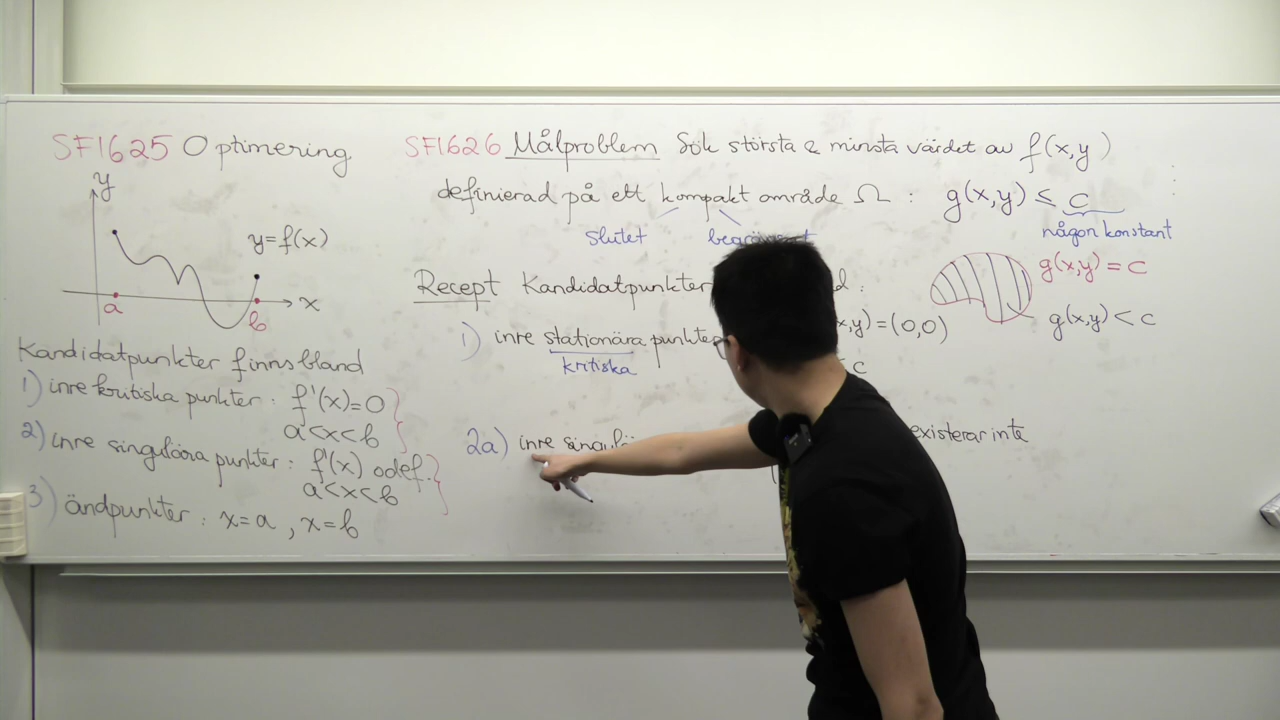 SF1625 Optimering
y
y=f(x)
a
b
x
Kandidatpunkter finns bland
1) inre kritiska punkter : f'(x)=0
a<x<b
2) inre singulära punkter : f'(x) odef.
a<x<b
3) ändpunkter : x=a , x=b
SF1626 Målproblem Sök största & minsta värdet av f(x,y)
definierad på ett kompakt område Ω : g(x,y) ≤ c
slutet
någon konstant
Recept Kandidatpunkter
g(x,y) = c
g(x,y) < c
1) inre stationära punkter x,y)=(0,0)
kritiska c
2a) inre existerar inte